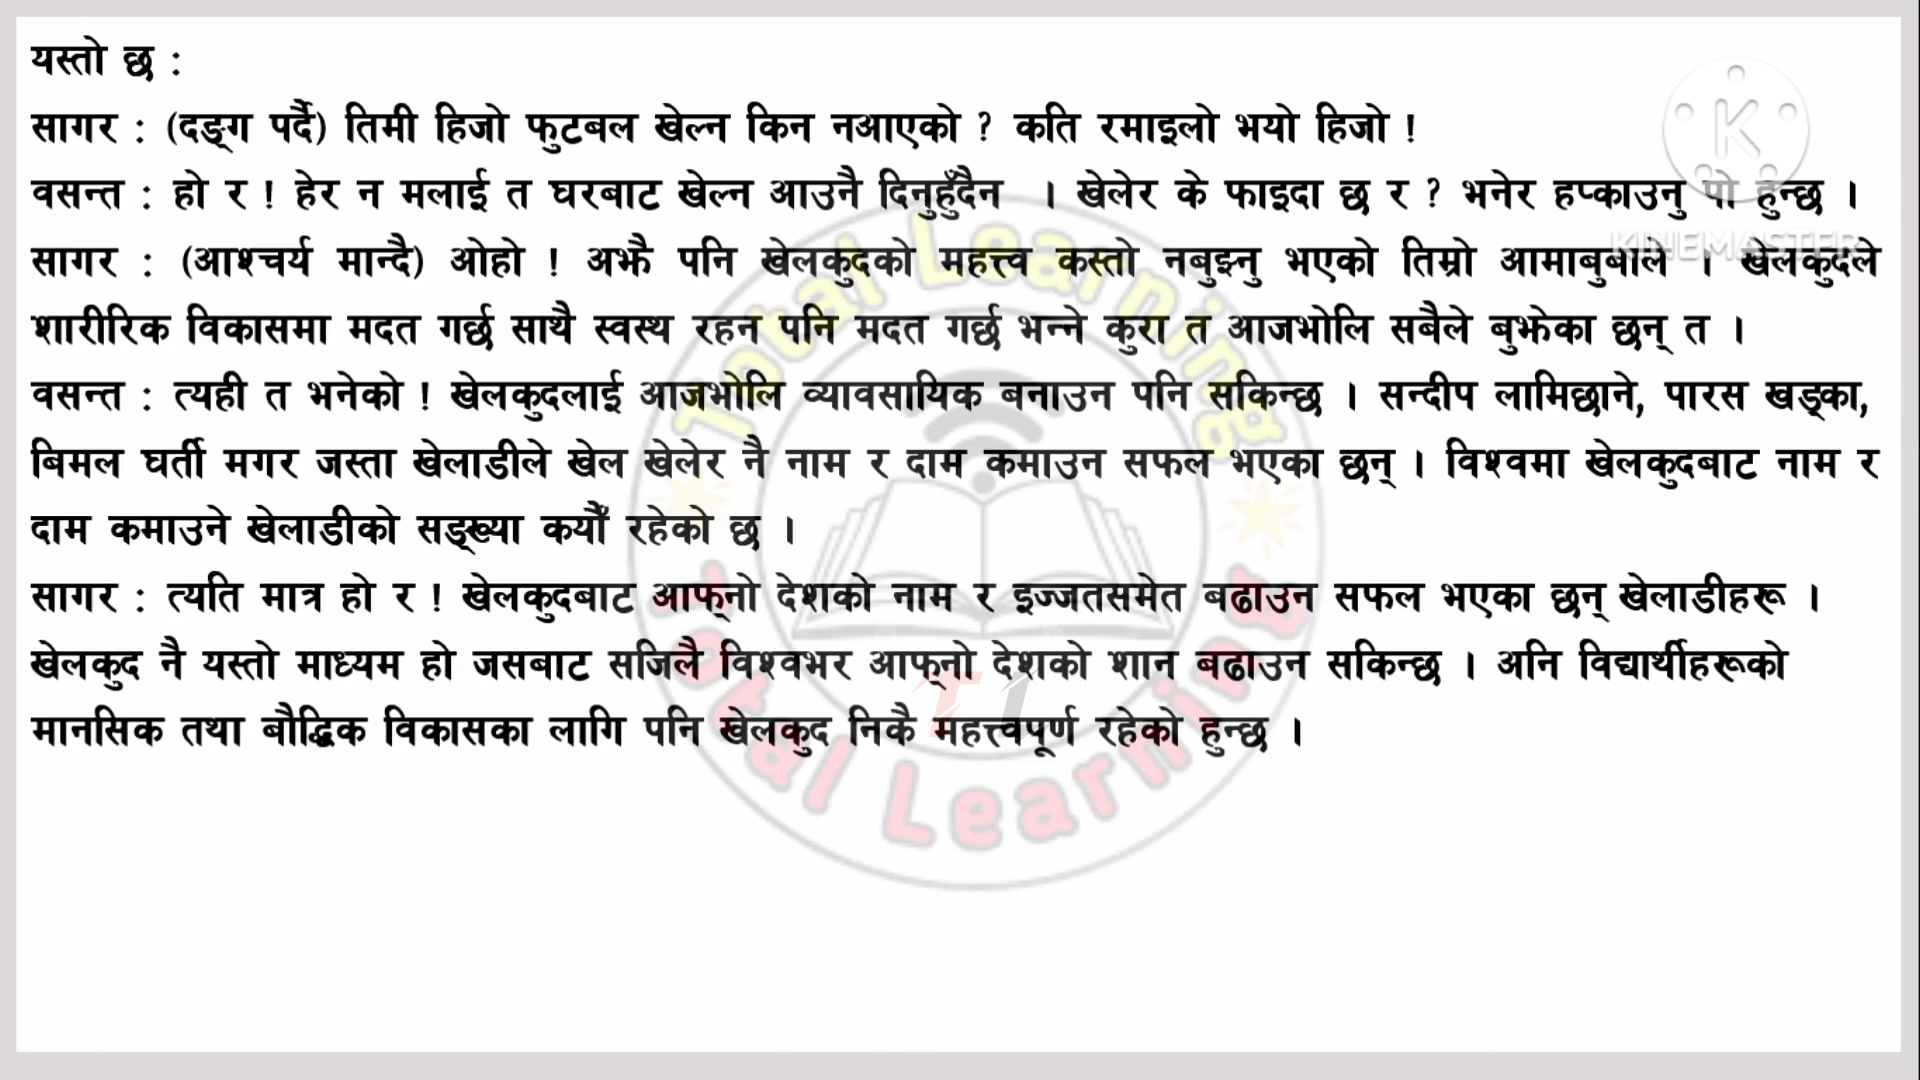 यस्तो छ :
सागर : (दङ्ग पर्दै) तिमी हिजो फुटबल खेल्न किन नआएको ? कति रमाइलो भयो हिजो !
वसन्त : हो र ! हेर न मलाई त घरबाट खेल्न आउनै दिनुहुँदैन । खेलेर के फाइदा छ र ? भनेर हप्काउनु पो हुन्छ ।
सागर : (आश्चर्य मान्दै) ओहो ! अझै पनि खेलकुदको महत्त्व कस्तो नबुझ्नु भएको तिम्रो आमाबुबाले । खेलकुदले
शारीरिक विकासमा मदत गर्छ साथै स्वस्थ रहन पनि मदत गर्छ भन्ने कुरा त आजभोलि सबैले बुझेका छन् त ।
वसन्त : त्यही त भनेको ! खेलकुदलाई आजभोलि व्यावसायिक बनाउन पनि सकिन्छ । सन्दीप लामिछाने, पारस खड्का,
बिमल घर्ती मगर जस्ता खेलाडीले खेल खेलेर नै नाम र दाम कमाउन सफल भएका छन् । विश्वमा खेलकुदबाट नाम र
दाम कमाउने खेलाडीको सङ्ख्या कयौँ रहेको छ ।
सागर : त्यति मात्र हो र ! खेलकुदबाट आफ्नो देशको नाम र इज्जतसमेत बढाउन सफल भएका छन् खेलाडीहरू ।
खेलकुद नै यस्तो माध्यम हो जसबाट सजिलै विश्वभर आफ्नो देशको शान बढाउन सकिन्छ । अनि विद्यार्थीहरूको
मानसिक तथा बौद्धिक विकासका लागि पनि खेलकुद निकै महत्त्वपूर्ण रहेको हुन्छ ।
K
KINEMASTER
Total Learning
Total Learning